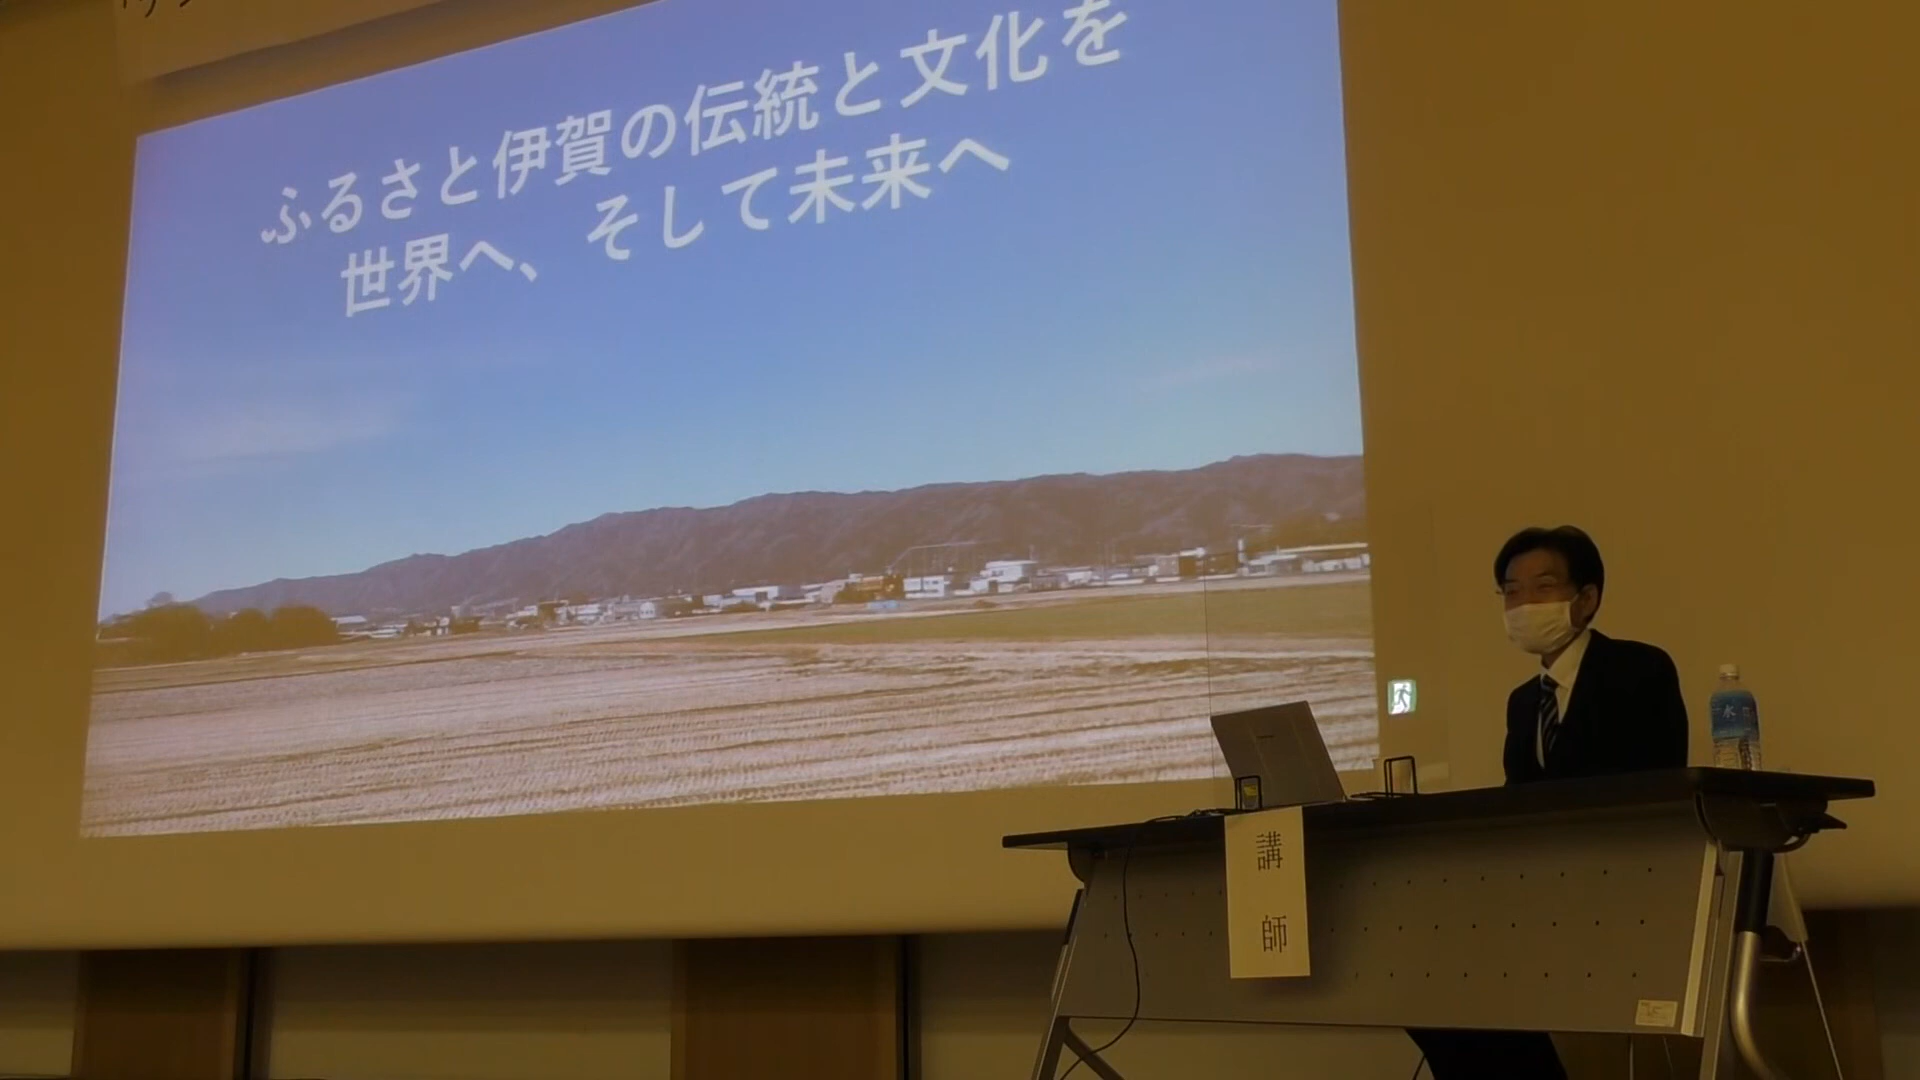 ふるさと伊賀の伝統と文化を
世界へ、そして未来へ
講師
水